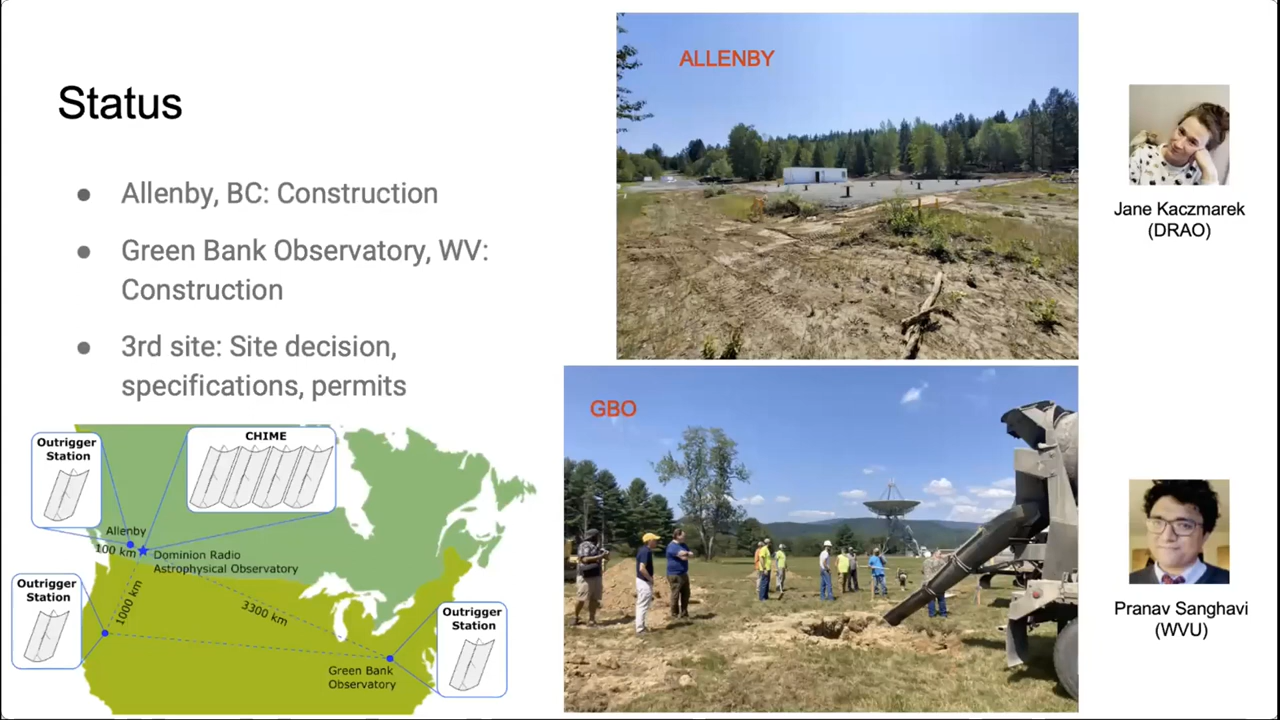 Status
● Allenby, BC: Construction
● Green Bank Observatory, WV:
Construction
● 3rd site: Site decision,
specifications, permits
Outrigger
Station
CHIME
Allenby
100 km
Dominion Radio
Astrophysical Observatory
Outrigger
Station
1000 km
3300 km
Outrigger
Station
Green Bank
Observatory
ALLENBY
GBO
Jane Kaczmarek
(DRAO)
Pranav Sanghavi
(WVU)